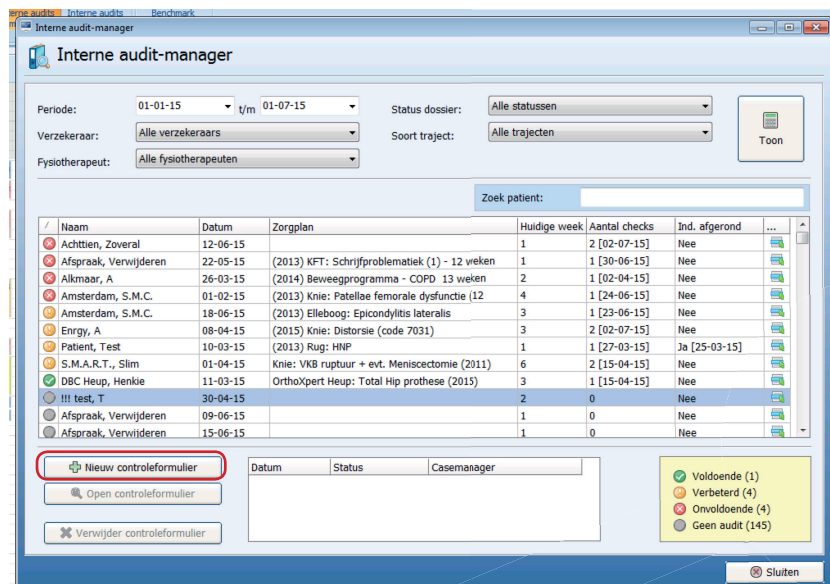 erne audits Interne audits Benchmark
Interne audit-manager
Interne audit-manager
Periode: 01-01-15 t/m 01-07-15 Status dossier: Alle statussen
Verzekeraar: Alle verzekeraars Soort traject: Alle trajecten
Toon
Fysiotherapeut: Alle fysiotherapeuten
Zoek patient:
/ Naam Datum Zorgplan Huidige week Aantal checks Ind. afgerond ...
Achttien, Zoveral 12-06-15 1 2 [02-07-15] Nee
Afspraak, Verwijderen 22-05-15 (2013) KFT: Schrijfproblematiek (1) - 12 weken 1 1 [30-06-15] Nee
Alkmaar, A 26-03-15 (2014) Beweegprogramma - COPD 13 weken 2 1 [02-04-15] Nee
Amsterdam, S.M.C. 01-02-15 (2013) Knie: Patellae femorale dysfunctie (12 4 1 [24-06-15] Nee
Amsterdam, S.M.C. 18-06-15 (2013) Elleboog: Epicondylitis lateralis 3 1 [23-06-15] Nee
Enrgy, A 08-04-15 (2015) Knie: Distorsie (code 7031) 3 2 [02-07-15] Nee
Patient, Test 10-03-15 (2013) Rug: HNP 1 1 [27-03-15] Ja [25-03-15]
S.M.A.R.T., Slim 01-04-15 Knie: VKB ruptuur + evt. Meniscectomie (2011) 6 2 [15-04-15] Nee
DBC Heup, Henkie 11-03-15 OrthoXpert Heup: Total Hip prothese (2015) 3 1 [15-04-15] Nee
!!! test, T 30-04-15 2 0 Nee
Afspraak, Verwijderen 09-06-15 1 0 Nee
Afspraak, Verwijderen 15-06-15 1 0 Nee
Nieuw controleformulier Datum Status Casemanager
Voldoende (1)
Open controleformulier
Verbeterd (4)
Onvoldoende (4)
Geen audit (145)
Verwijder controleformulier
Sluiten